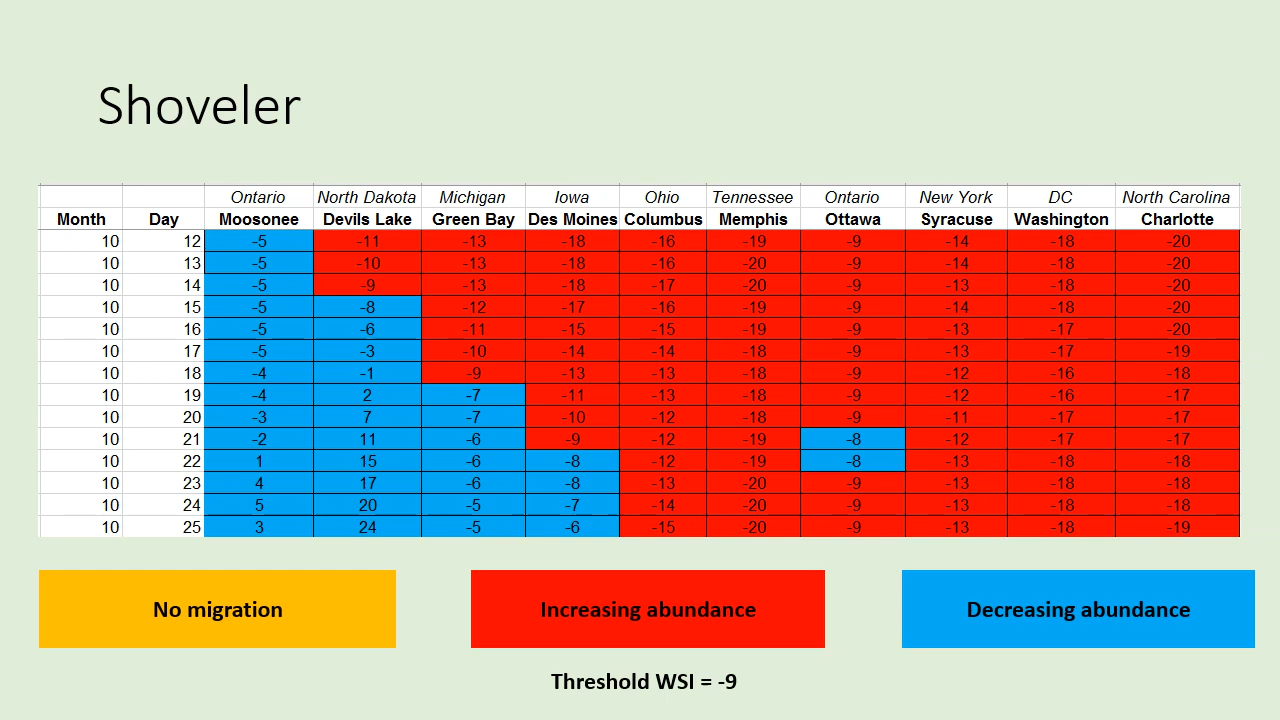 Shoveler
Ontario North Dakota Michigan Iowa Ohio Tennessee Ontario New York DC North Carolina
Month Day Moosonee Devils Lake Green Bay Des Moines Columbus Memphis Ottawa Syracuse Washington Charlotte
10 12 -5 -11 -13 -18 -16 -19 -9 -14 -18 -20
10 13 -5 -10 -13 -18 -16 -20 -9 -14 -18 -20
10 14 -5 -9 -13 -18 -17 -20 -9 -13 -18 -20
10 15 -5 -8 -12 -17 -16 -19 -9 -14 -18 -20
10 16 -5 -6 -11 -15 -15 -19 -9 -13 -17 -20
10 17 -5 -3 -10 -14 -14 -18 -9 -13 -17 -19
10 18 -4 -1 -9 -13 -13 -18 -9 -12 -16 -18
10 19 -4 2 -7 -11 -13 -18 -9 -12 -16 -17
10 20 -3 7 -7 -10 -12 -18 -9 -11 -17 -17
10 21 -2 11 -6 -9 -12 -19 -8 -12 -17 -17
10 22 1 15 -6 -8 -12 -19 -8 -13 -18 -18
10 23 4 17 -6 -8 -13 -20 -9 -13 -18 -18
10 24 5 20 -5 -7 -14 -20 -9 -13 -18 -18
10 25 3 24 -5 -6 -15 -20 -9 -13 -18 -19
No migration
Increasing abundance
Decreasing abundance
Threshold WSI = -9